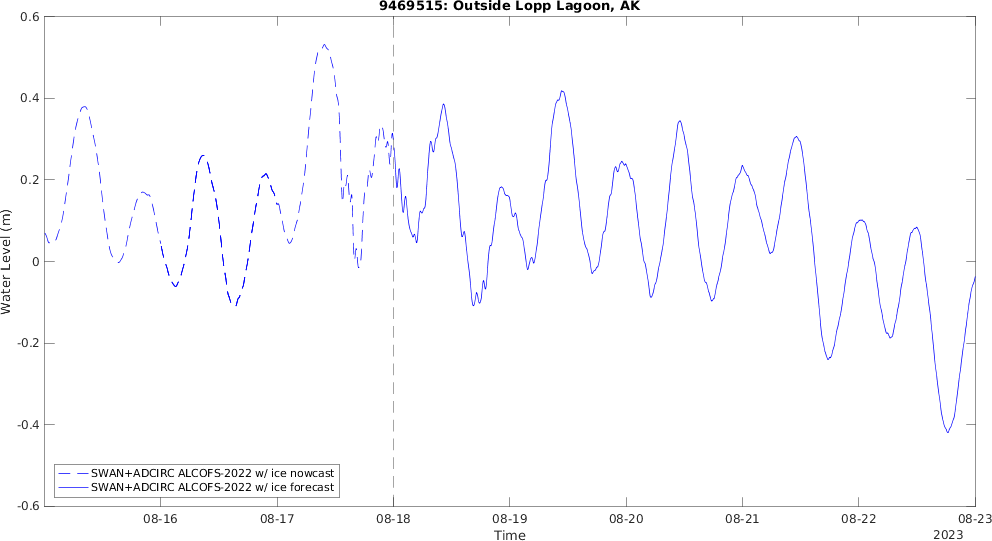 9469515: Outside Lopp Lagoon, AK
0.6
0.4
0.2
0
-0.2
-0.4
-0.6
Water Level (m)
SWAN+ADCIRC ALCOFS-2022 w/ ice nowcast
SWAN+ADCIRC ALCOFS-2022 w/ ice forecast
08-16 08-17 08-18 08-19 08-20 08-21 08-22 08-23
Time
2023